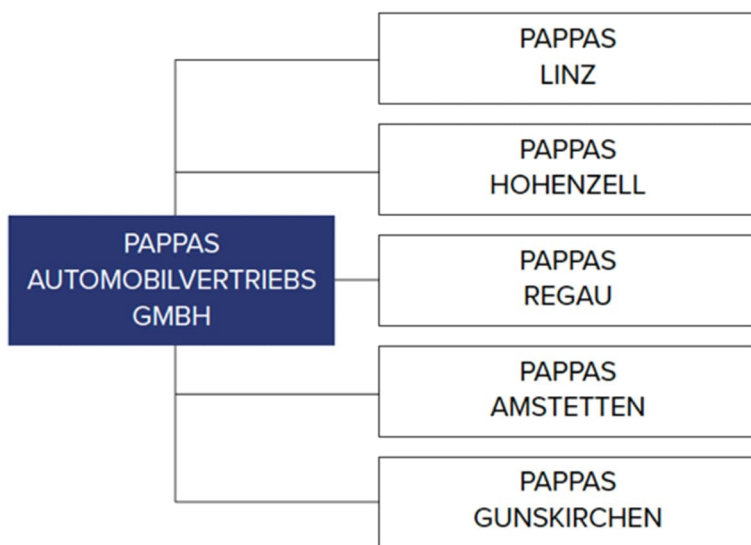 PAPPAS
LINZ
PAPPAS
HOHENZELL
PAPPAS
AUTOMOBILVERTRIEBS
GMBH
PAPPAS
REGAU
PAPPAS
AMSTETTEN
PAPPAS
GUNSKIRCHEN